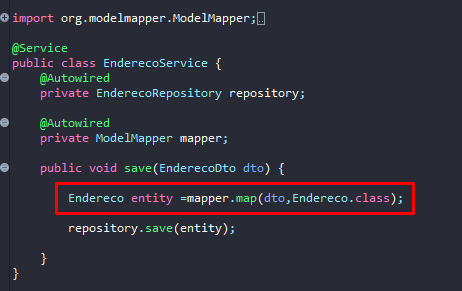 import org.modelmapper.ModelMapper;
@Service
public class EnderecoService {
@Autowired
private EnderecoRepository repository;
@Autowired
private ModelMapper mapper;
public void save(EnderecoDto dto) {
Endereco entity =mapper.map(dto,Endereco.class);
repository.save(entity);
}
}